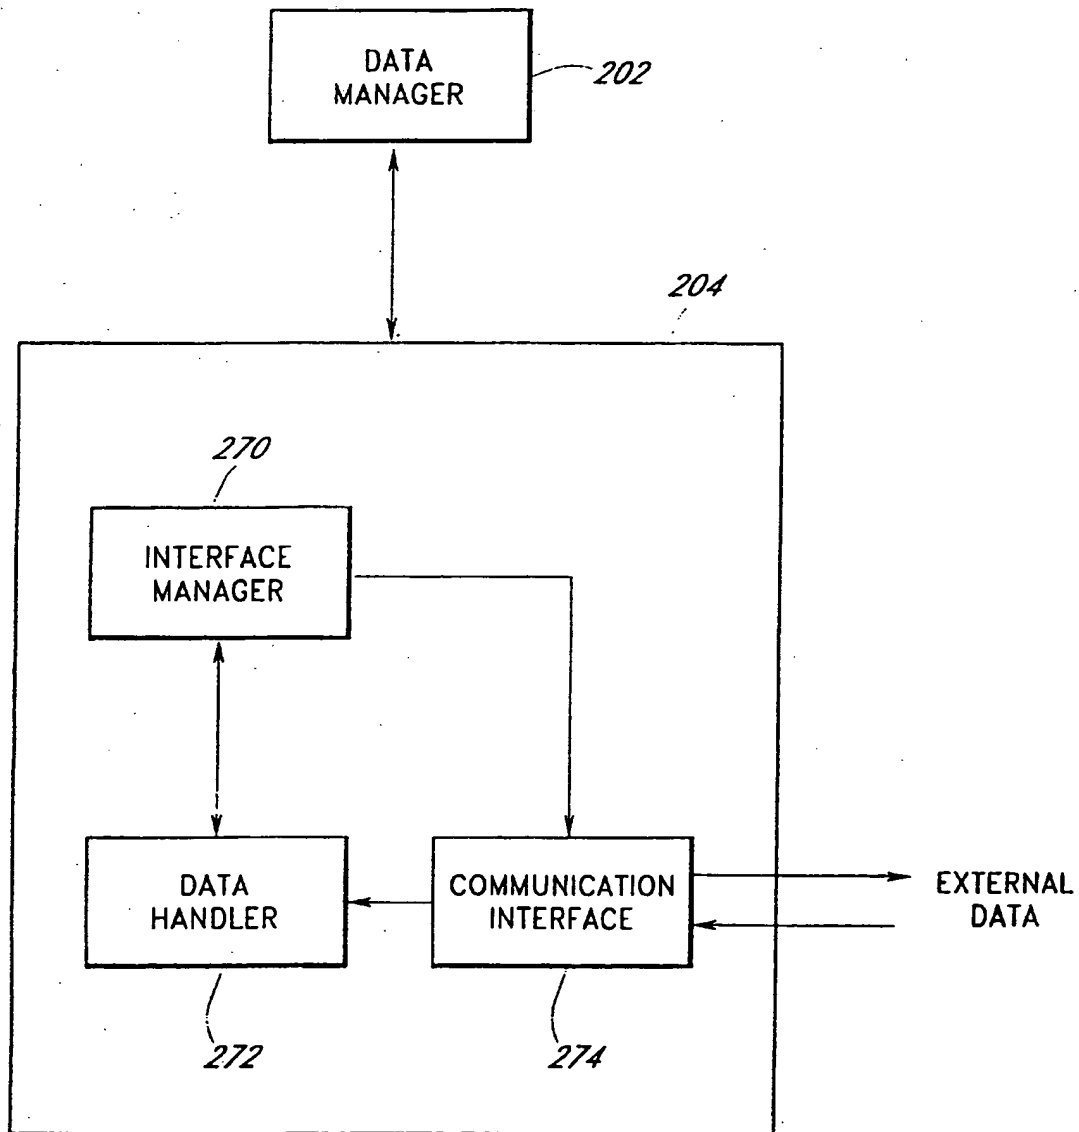 DATA
MANAGER
202
204
270
INTERFACE
MANAGER
DATA
HANDLER
COMMUNICATION
INTERFACE
EXTERNAL
DATA
272
274